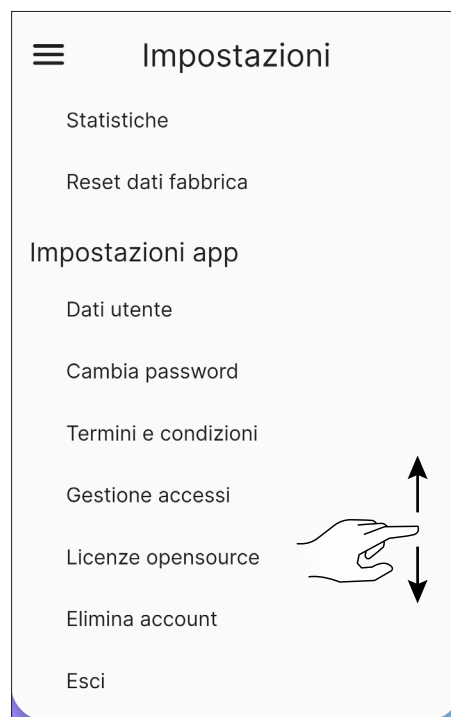 Impostazioni
Statistiche
Reset dati fabbrica
Impostazioni app
Dati utente
Cambia password
Termini e condizioni
Gestione accessi
Licenze opensource
Elimina account
Esci